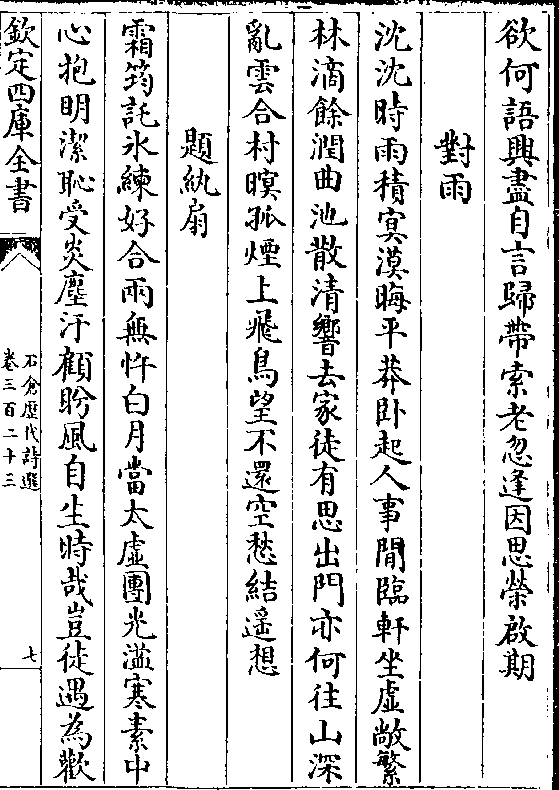 欲何語興盡自言歸帶索老忽逢因思榮啟期
對雨
沈沈時雨積冥漠晦平莽卧起人事閒臨軒坐虛敞繁
林滴餘潤曲池散清響去家徒有思出門亦何往山深
亂雲合村暝孤煙上飛鳥望不還空愁結遥想
題紈扇
霜筠託氷練好合兩無忤白月當太虛團光溢寒素中
心抱明潔恥受炎塵汙顧盼風自生時哉豈徒遇為歡
欽定四庫全書
石倉歷代詩選
卷三百二十三
七